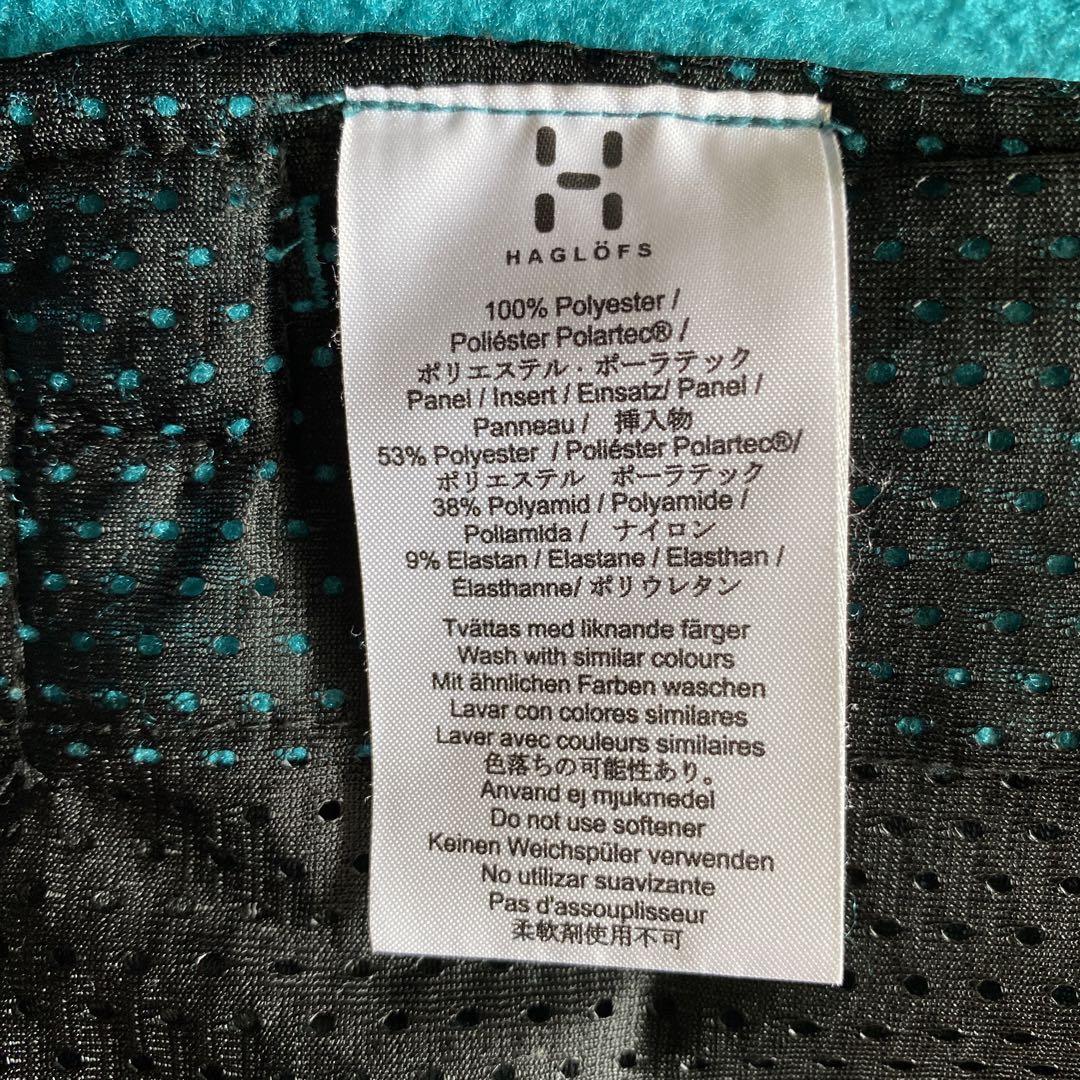 HAGLÖFS
100% Polyester /
Poliéster Polartec® /
ポリエステル・ポーラテック
Panel / Insert / Einsatz/ Panel /
Panneau / 挿入物
53% Polyester / Poliéster Polartec®/
ポリエステル ポーラテック
38% Polyamid / Polyamide /
Poliamida / ナイロン
9% Elastan / Elastane / Elasthan /
Élasthanne/ ポリウレタン
Tvättas med liknande färger
Wash with similar colours
Mit ähnlichen Farben waschen
Lavar con colores similares
Laver avec couleurs similaires
色落ちの可能性あり。
Använd ej mjukmedel
Do not use softener
Keinen Weichspüler verwenden
No utilizar suavizante
Pas d'assouplisseur
柔軟剤使用不可